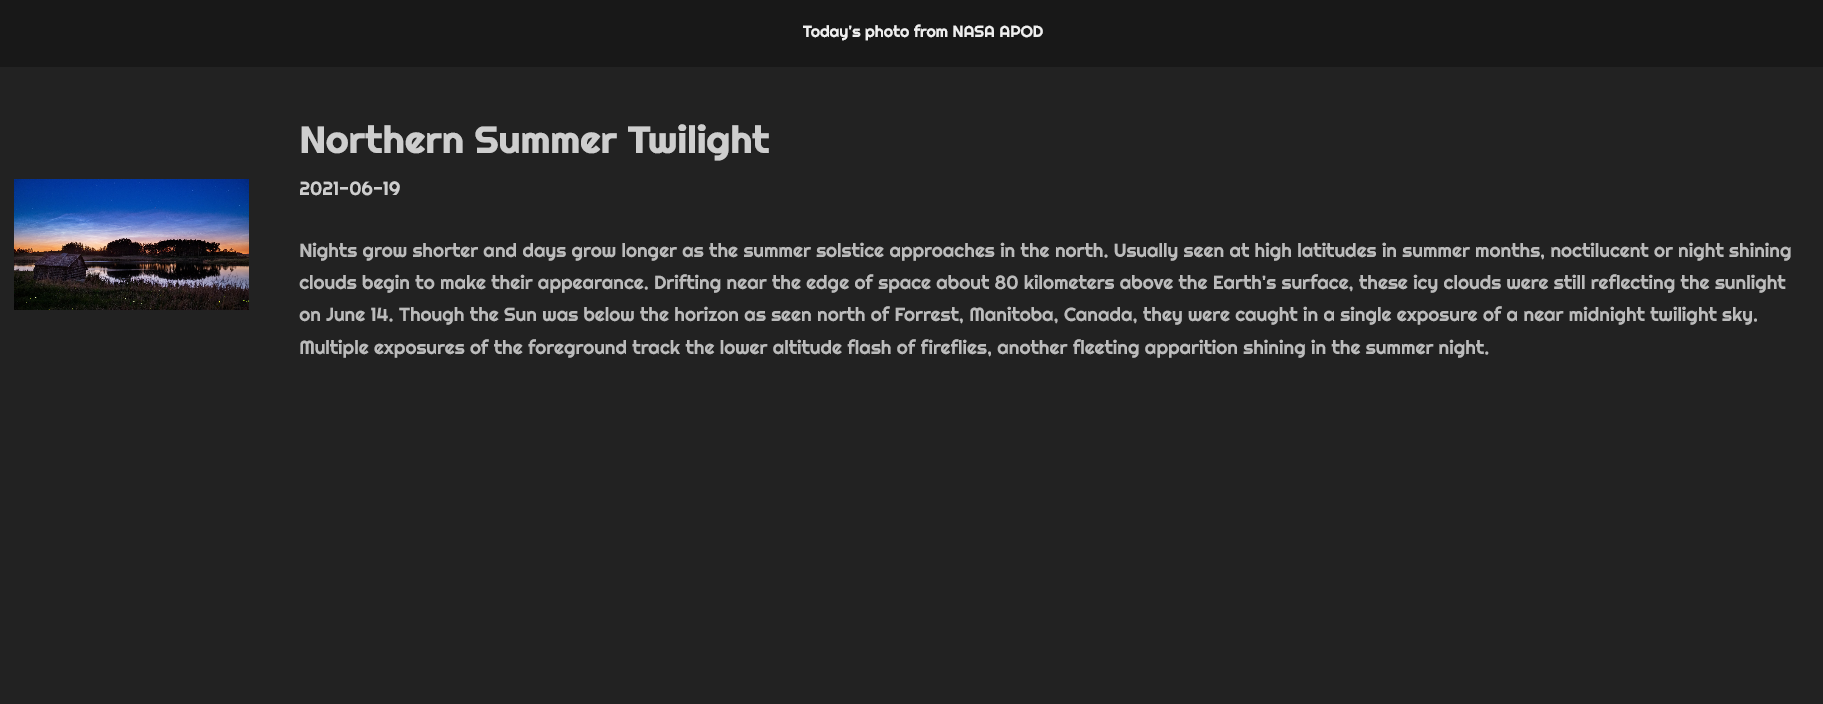 Today's photo from NASA APOD
Northern Summer Twilight
2021-06-19
Nights grow shorter and days grow longer as the summer solstice approaches in the north. Usually seen at high latitudes in summer months, noctilucent or night shining
clouds begin to make their appearance. Drifting near the edge of space about 80 kilometers above the Earth's surface, these icy clouds were still reflecting the sunlight
on June 14. Though the Sun was below the horizon as seen north of Forrest, Manitoba, Canada, they were caught in a single exposure of a near midnight twilight sky.
Multiple exposures of the foreground track the lower altitude flash of fireflies, another fleeting apparition shining in the summer night.